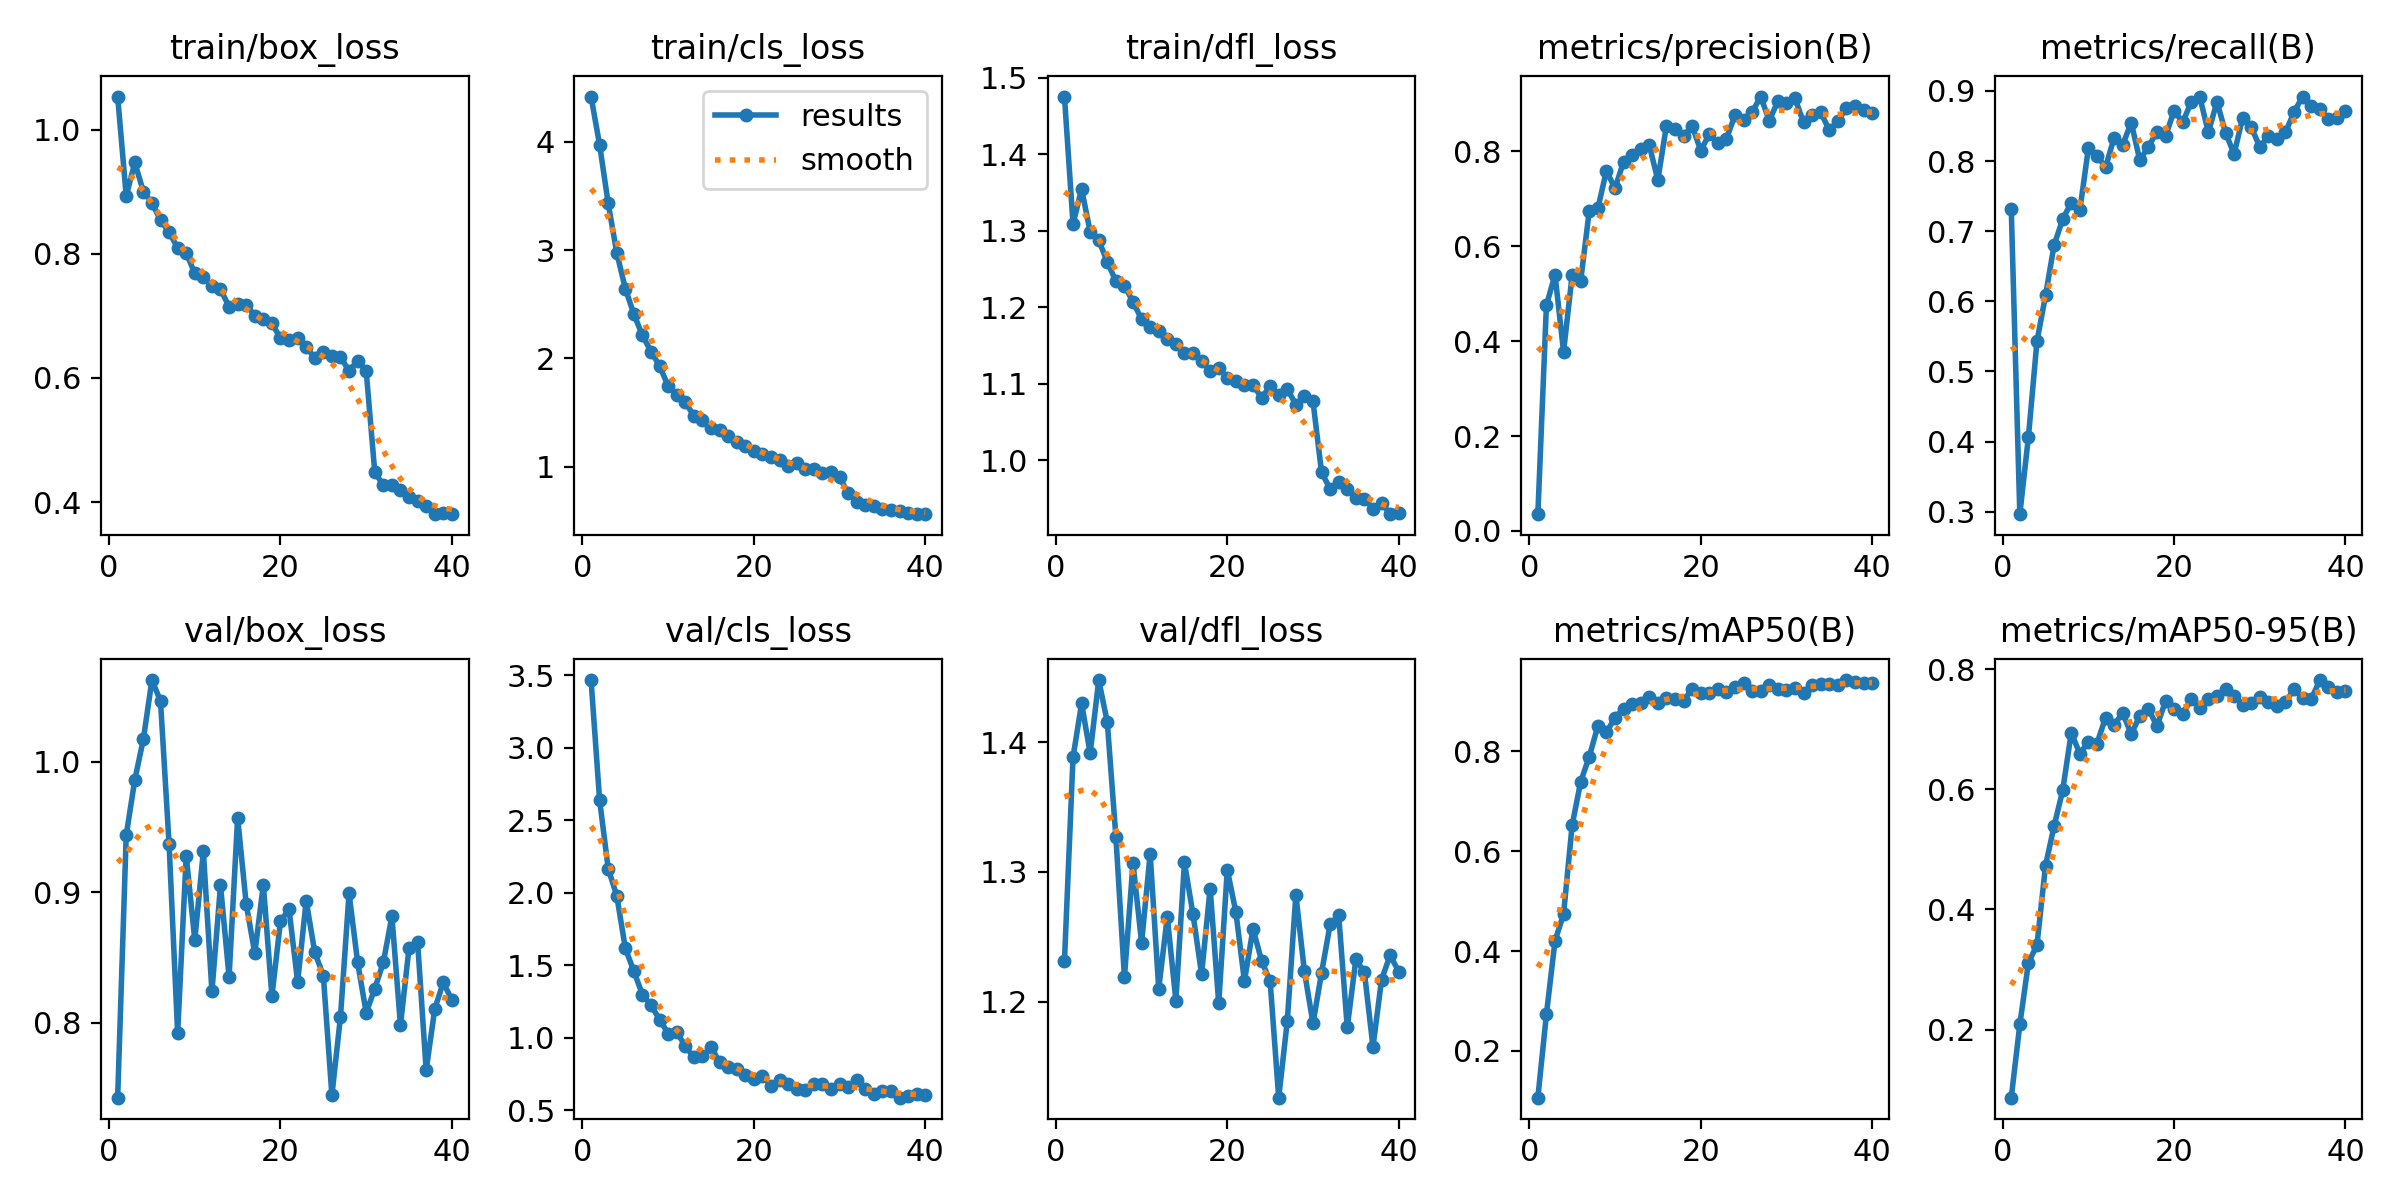 train/box_loss
1.0
0.8
0.6
0.4
0 20 40
train/cls_loss
results
smooth
4
3
2
1
0 20 40
train/dfl_loss
1.5
1.4
1.3
1.2
1.1
1.0
0 20 40
metrics/precision(B)
0.8
0.6
0.4
0.2
0.0
0 20 40
metrics/recall(B)
0.9
0.8
0.7
0.6
0.5
0.4
0.3
0 20 40
val/box_loss
1.0
0.9
0.8
0 20 40
val/cls_loss
3.5
3.0
2.5
2.0
1.5
1.0
0.5
0 20 40
val/dfl_loss
1.4
1.3
1.2
0 20 40
metrics/mAP50(B)
0.8
0.6
0.4
0.2
0 20 40
metrics/mAP50-95(B)
0.8
0.6
0.4
0.2
0 20 40